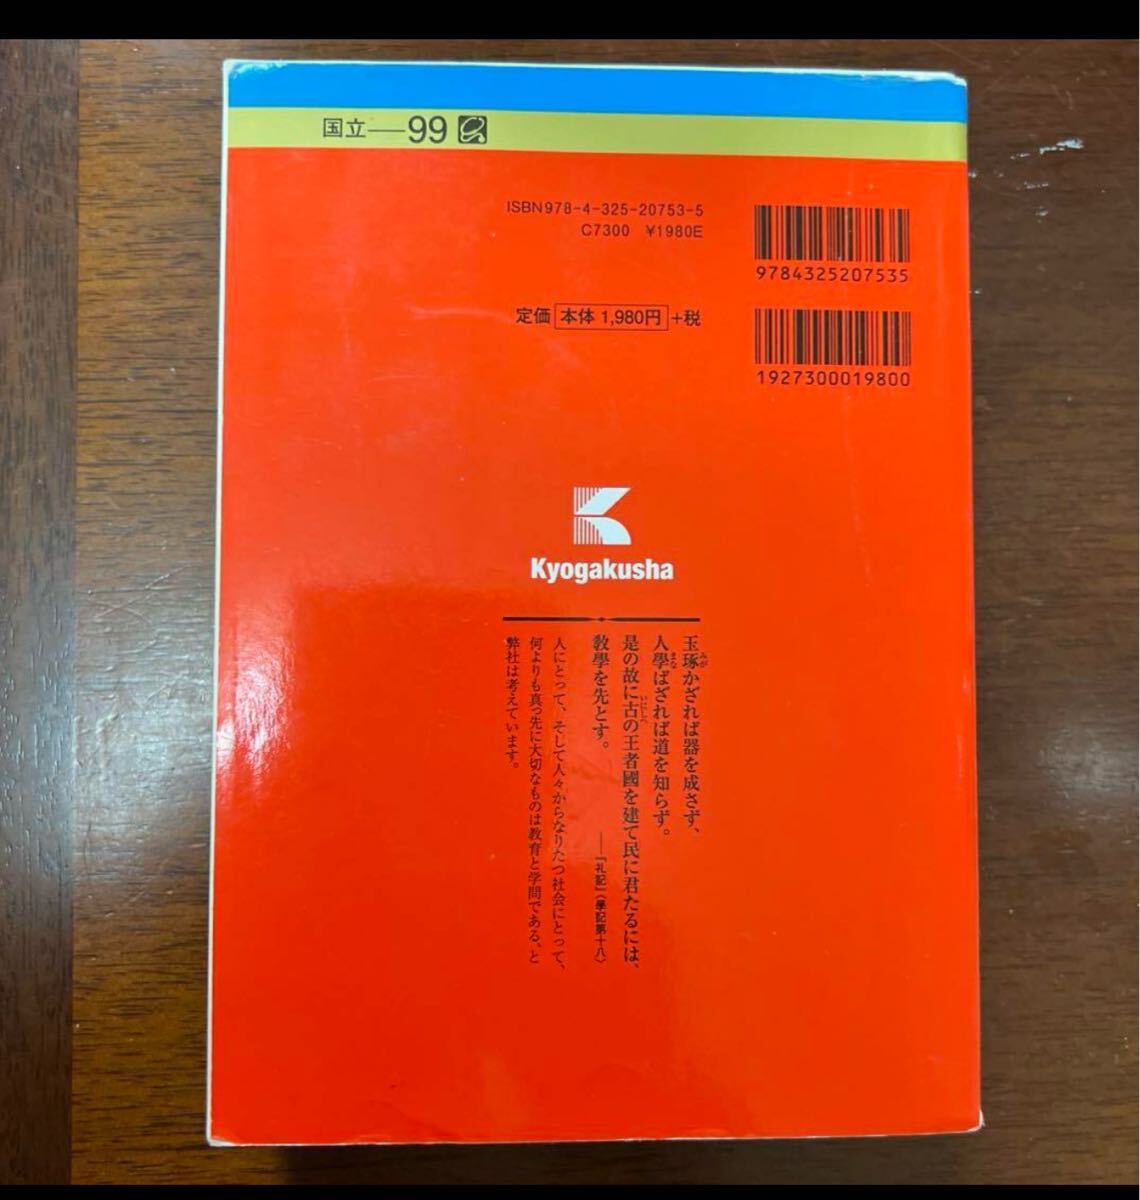 国立—99
ISBN978-4-325-20753-5
C7300 ¥1980E
9784325207535
定価 本体 1,980円 +税
1927300019800
Kyogakusha
玉琢かざれば器を成さず、
人學ばざれば道を知らず。
是の故に古の王者國を建て民に君たるには、
教學を先とす。
——『礼記』(學記第十八)
人にとって、そして人々からなりたつ社会にとって、
何よりも真っ先に大切なものは教育と学問である、と
弊社は考えています。